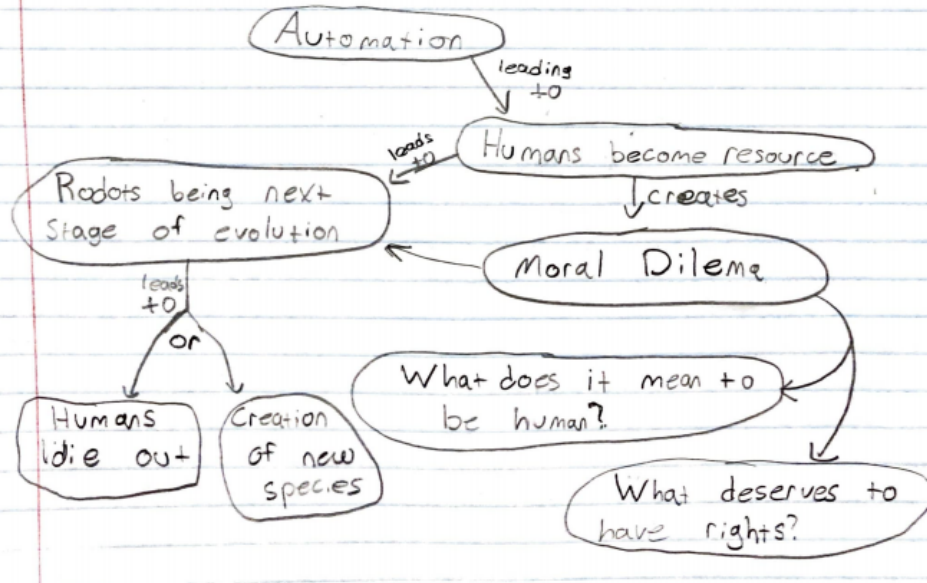 Automation
leading
to
Humans become resource
leads
to
creates
Rodots being next
stage of evolution
Moral Dilema
leads
to
or
What does it mean to
be human?
Humans
die out
Creation
of new
species
What deserves to
have rights?